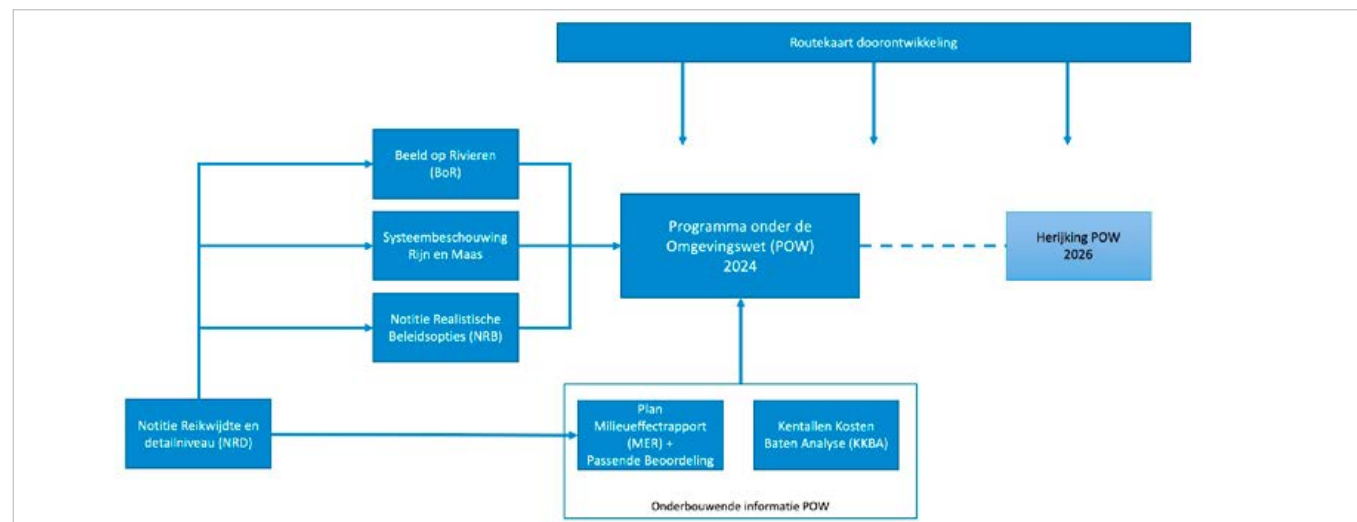 Routekaart doorontwikkeling
Beeld op Rivieren
(BoR)
Systeembeschouwing
Rijn en Maas
Notitie Realistische
Beleidsopties (NRB)
Programma onder de
Omgevingswet (POW)
2024
Herijking POW
2026
Notitie Reikwijdte en
detailniveau (NRD)
Plan
Milieueffectrapport
(MER) +
Passende Beoordeling
Kentallen Kosten
Baten Analyse (KKBA)
Onderbouwende informatie POW